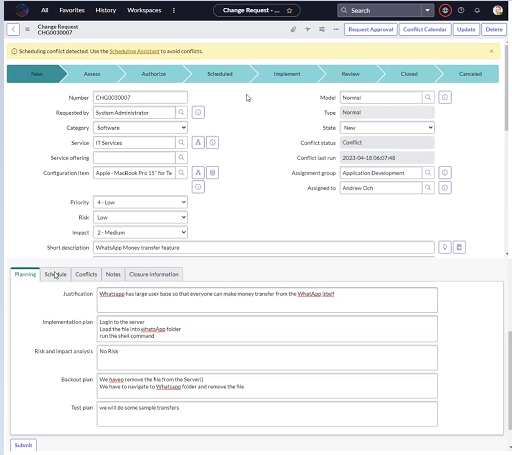 All Favorites History Workspaces Change Request - CHG0030007 Search
Change Request
CHG0030007
Request Approval Conflict Calendar Update Delete
Scheduling conflict detected. Use the Scheduling Assistant to avoid conflicts.
New Assess Authorize Scheduled Implement Review Closed Canceled
Number CHG0030007 Model Normal
Requested by System Administrator Type Normal
Category Software State New
Service IT Services Conflict status Conflict
Service offering Conflict last run 2023-04-18 06:07:48
Configuration item Apple - MacBook Pro 15" for Te Assignment group Application Development
Assigned to Andrew Och
Priority 4 - Low
Risk Low
Impact 2 - Medium
Short description WhatsApp Money transfer feature
Planning Schedule Conflicts Notes Closure Information
Justification Whatsapp has large user base so that everyone can make money transfer from the WhatApp itself
Implementation plan Login to the server
Load the file into whatsApp folder
run the shell command
Risk and impact analysis No Risk
Backout plan We haven remove the file from the Server()
We have to navigate to Whatsapp folder and remove the file
Test plan we will do some sample transfers
Submit